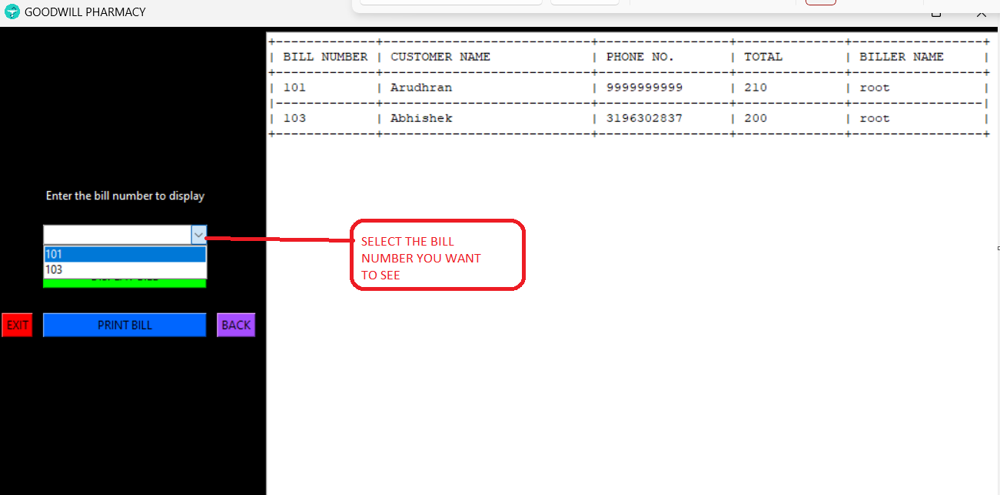 GOODWILL PHARMACY
BILL NUMBER | CUSTOMER NAME | PHONE NO. | TOTAL | BILLER NAME
101 | Arudhran | 9999999999 | 210 | root
103 | Abhishek | 3196302837 | 200 | root
Enter the bill number to display
101
103
SELECT THE BILL
NUMBER YOU WANT
TO SEE
EXIT
PRINT BILL
BACK